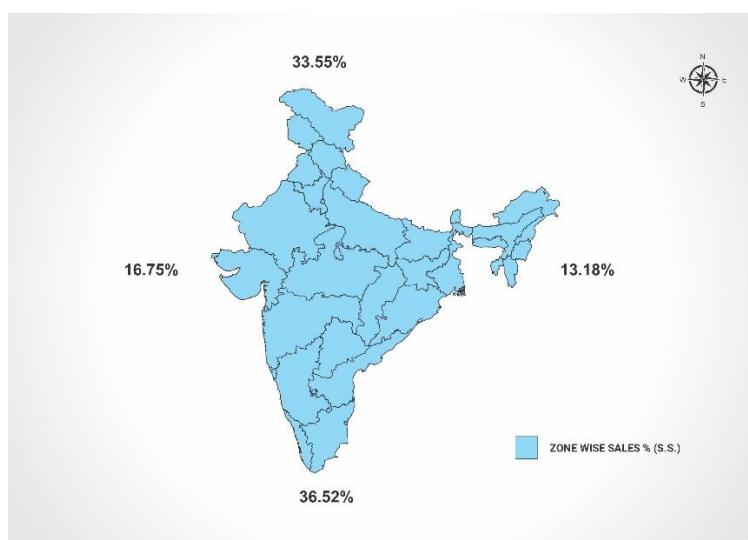 33.55%
N
W E
S
16.75%
13.18%
ZONE WISE SALES % (S.S.)
36.52%